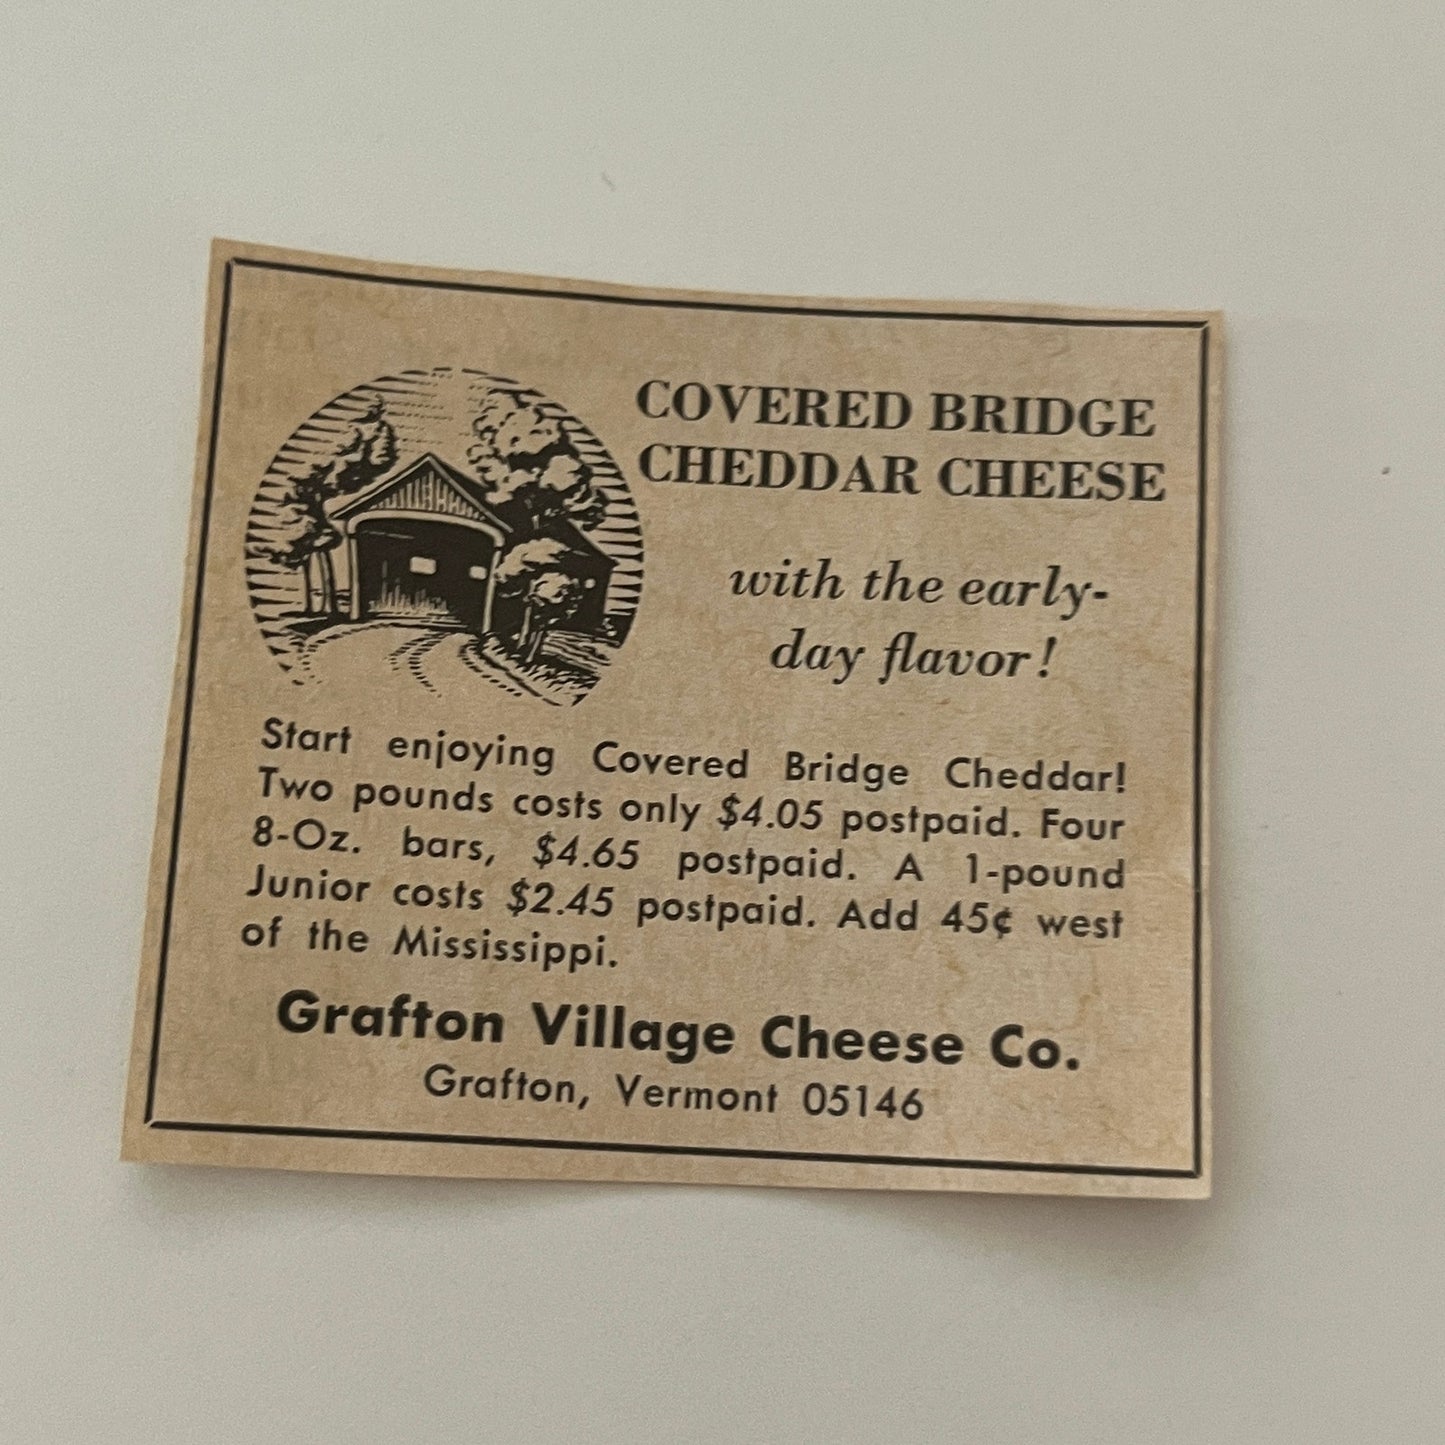 COVERED BRIDGE
CHEDDAR CHEESE
with the early-
day flavor!
Start enjoying Covered Bridge Cheddar!
Two pounds costs only $4.05 postpaid. Four
8-Oz. bars, $4.65 postpaid. A 1-pound
Junior costs $2.45 postpaid. Add 45¢ west
of the Mississippi.
Grafton Village Cheese Co.
Grafton, Vermont 05146